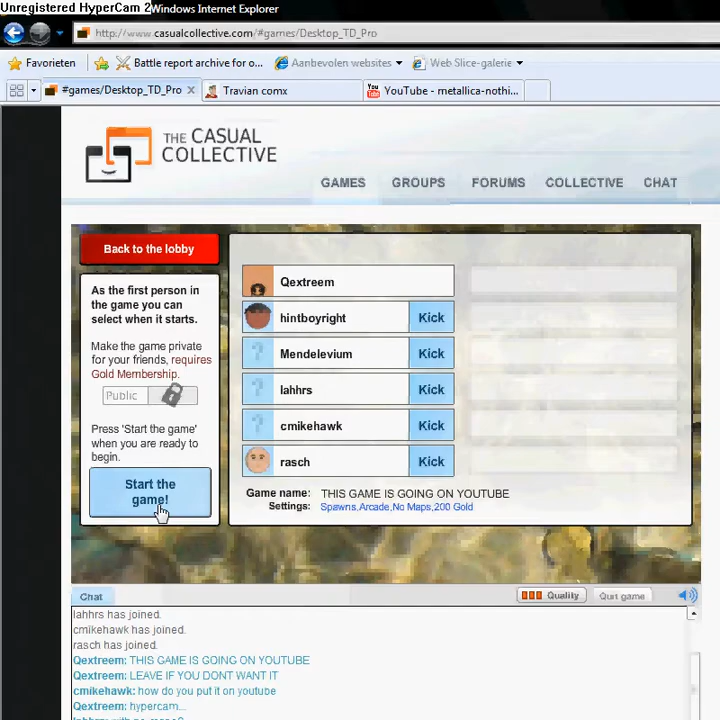 Unregistered HyperCam 2 Windows Internet Explorer
http://www.casualcollective.com/#games/Desktop_TD_Pro
Favorieten Battle report archive for o... Aanbevolen websites Web Slice-galerie
#games/Desktop_TD_Pro Travian comx YouTube - metallica-nothi...
THE CASUAL
COLLECTIVE
GAMES GROUPS FORUMS COLLECTIVE CHAT
Back to the lobby
As the first person in
the game you can
select when it starts.
Make the game private
for your friends, requires
Gold Membership.
Public
Press 'Start the game'
when you are ready to
begin.
Start the
game!
Qextreem
hintboyright Kick
Mendelevium Kick
lahhrs Kick
cmikehawk Kick
rasch Kick
Game name: THIS GAME IS GOING ON YOUTUBE
Settings: Spawns,Arcade,No Maps,200 Gold
Chat Quality Quit game
lahhrs has joined.
cmikehawk has joined.
rasch has joined.
Qextreem: THIS GAME IS GOING ON YOUTUBE
Qextreem: LEAVE IF YOU DONT WANT IT
cmikehawk: how do you put it on youtube
Qextreem: hypercam...